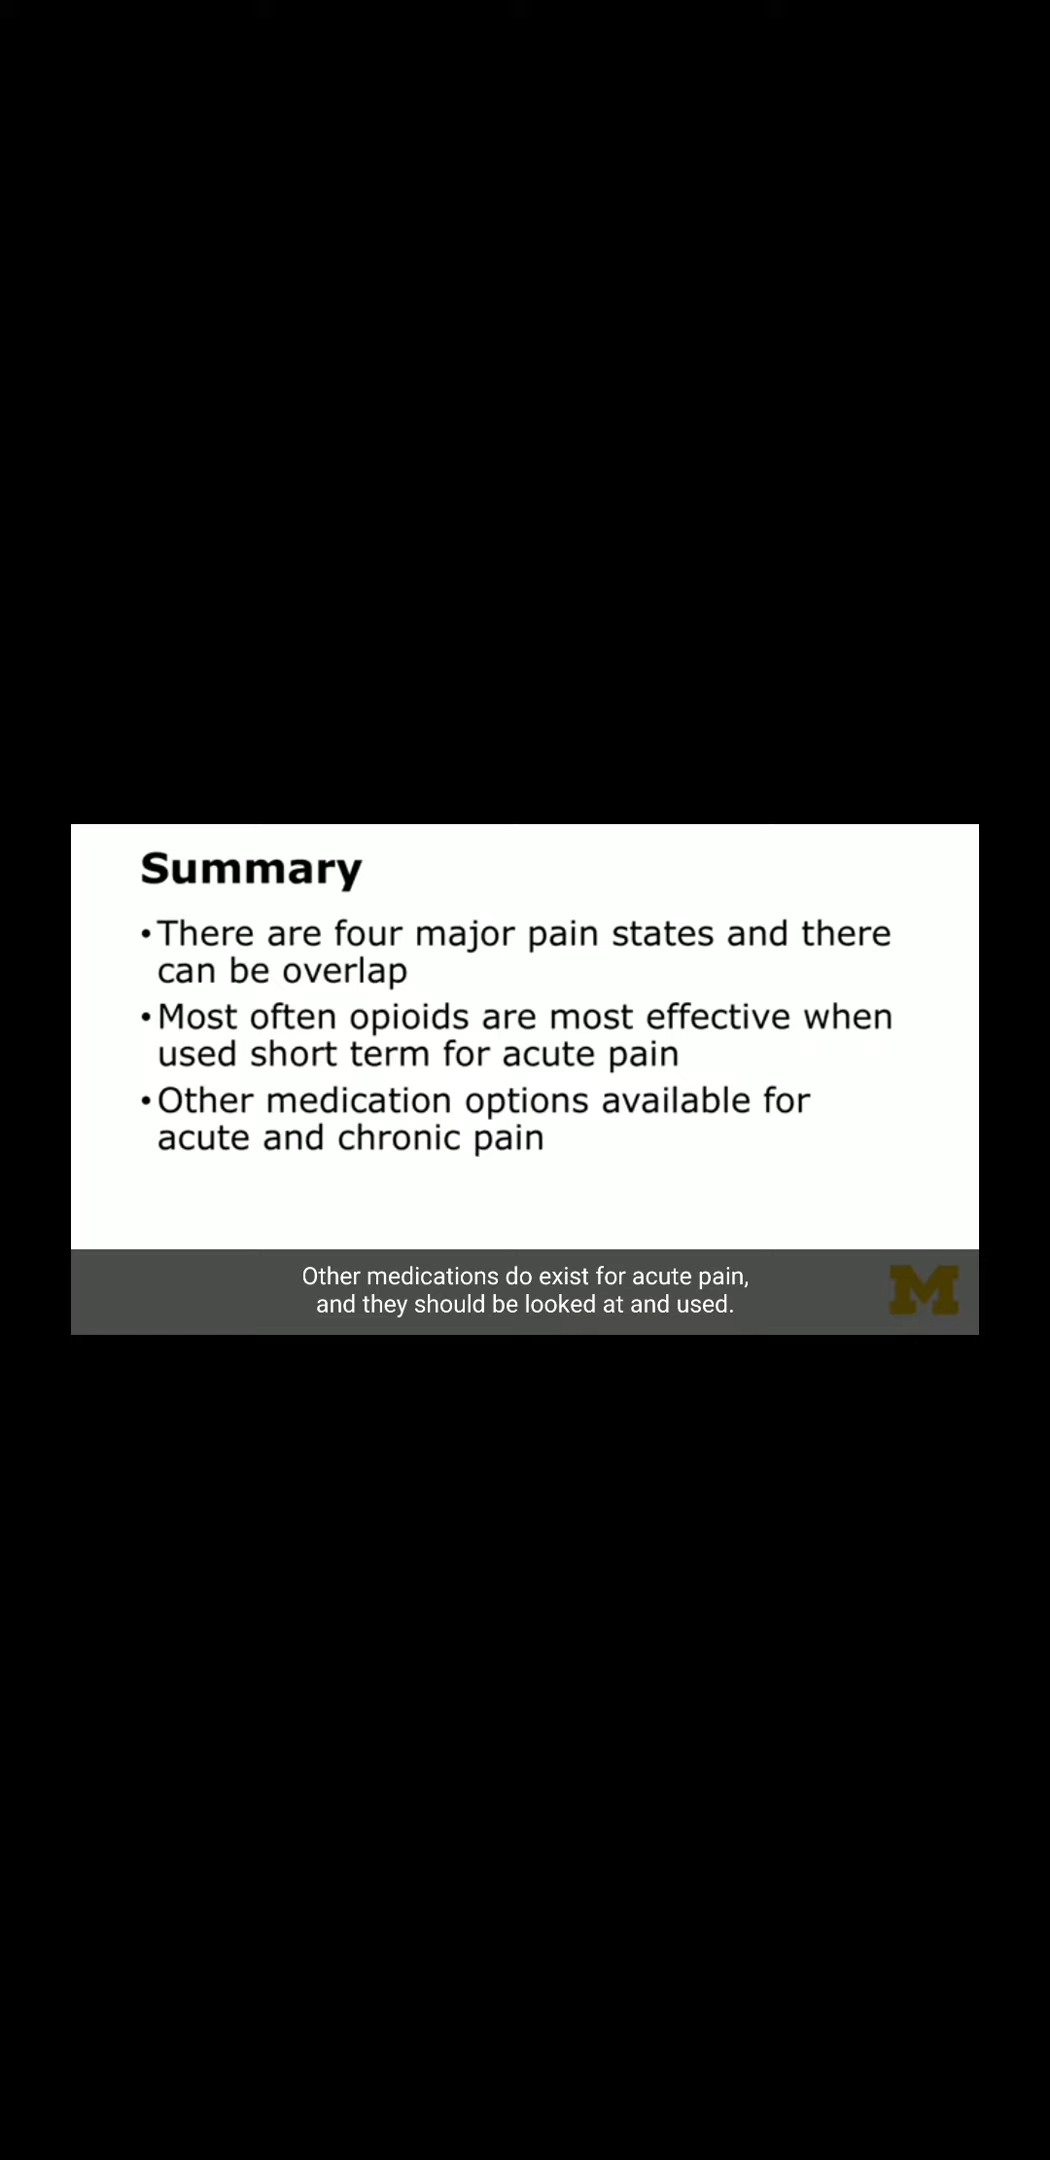 Summary
•There are four major pain states and there
can be overlap
•Most often opioids are most effective when
used short term for acute pain
•Other medication options available for
acute and chronic pain
Other medications do exist for acute pain,
and they should be looked at and used.
M